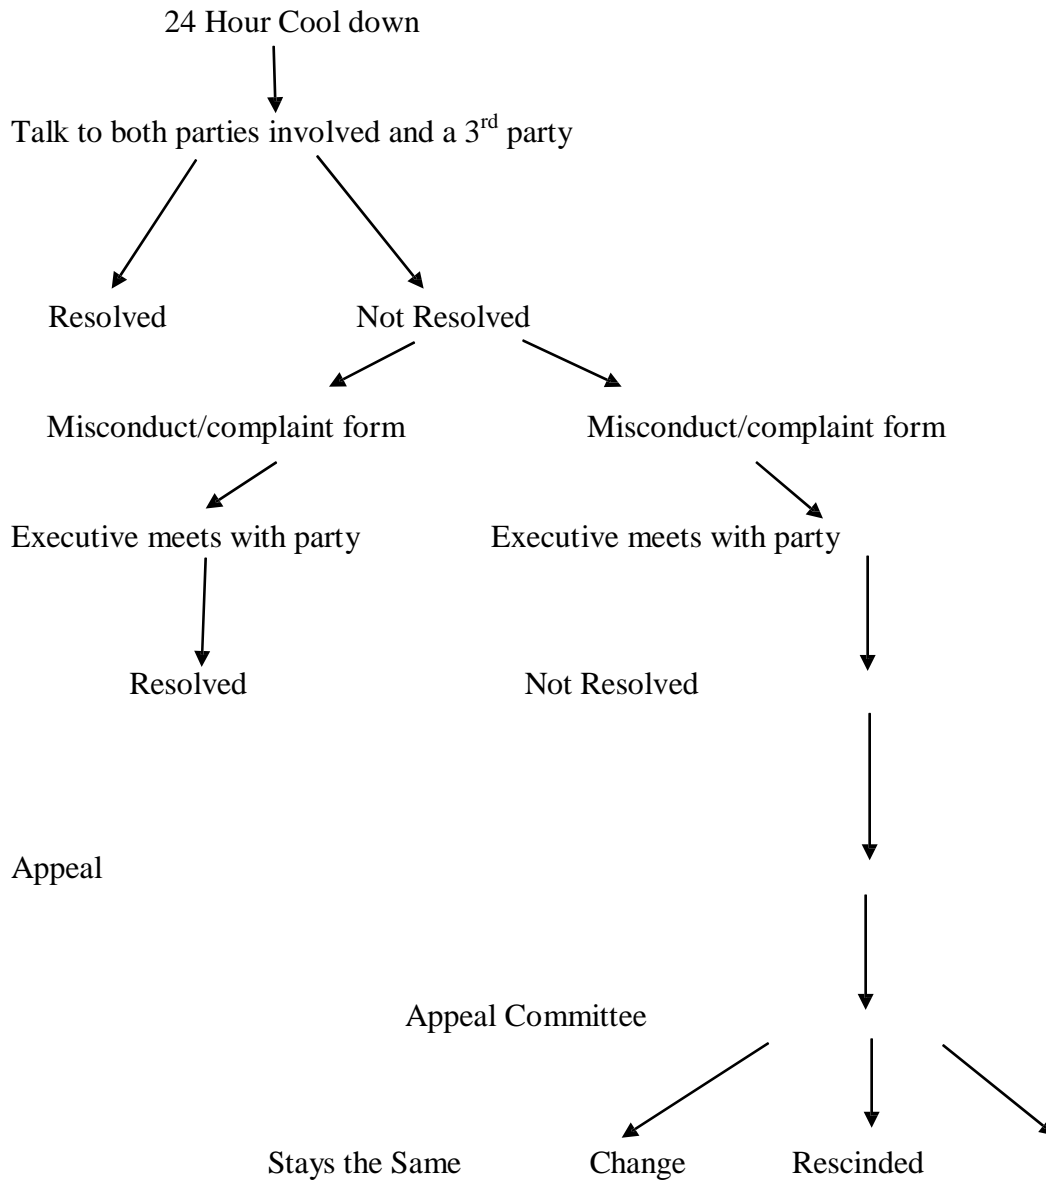 24 Hour Cool down
Talk to both parties involved and a 3rd party
Resolved Not Resolved
Misconduct/complaint form Misconduct/complaint form
Executive meets with party Executive meets with party
Resolved Not Resolved
Appeal
Appeal Committee
Stays the Same Change Rescinded